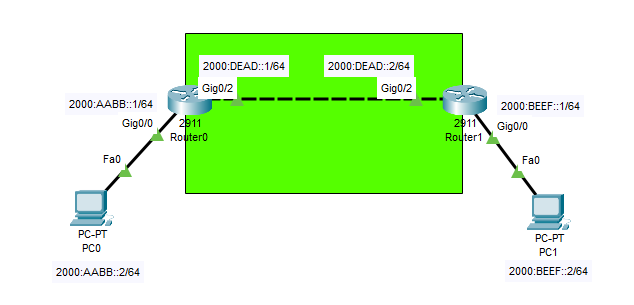 2000:DEAD::1/64
2000:DEAD::2/64
Gig0/2
Gig0/2
2000:AABB::1/64
2000:BEEF::1/64
2911
Router0
2911
Router1
Gig0/0
Gig0/0
Fa0
Fa0
PC-PT
PC0
PC-PT
PC1
2000:AABB::2/64
2000:BEEF::2/64